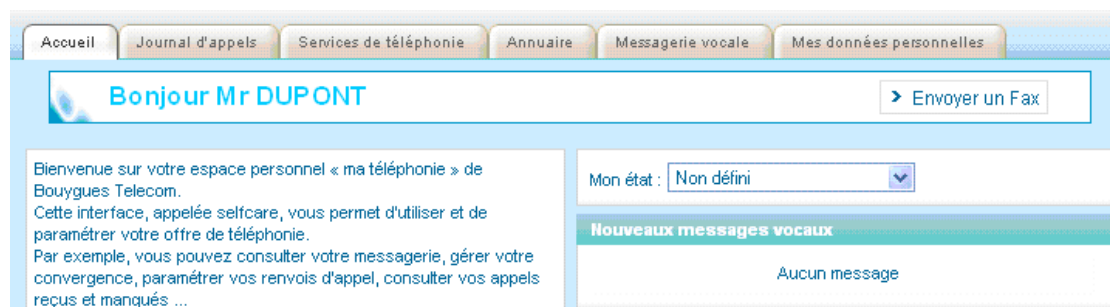 Accueil Journal d'appels Services de téléphonie Annuaire Messagerie vocale Mes données personnelles
Bonjour Mr DUPONT
> Envoyer un Fax
Bienvenue sur votre espace personnel « ma téléphonie » de
Bouygues Telecom.
Cette interface, appelée selfcare, vous permet d'utiliser et de
paramétrer votre offre de téléphonie.
Par exemple, vous pouvez consulter votre messagerie, gérer votre
convergence, paramétrer vos renvois d'appel, consulter vos appels
reçus et manqués ...
Mon état : Non défini
Nouveaux messages vocaux
Aucun message